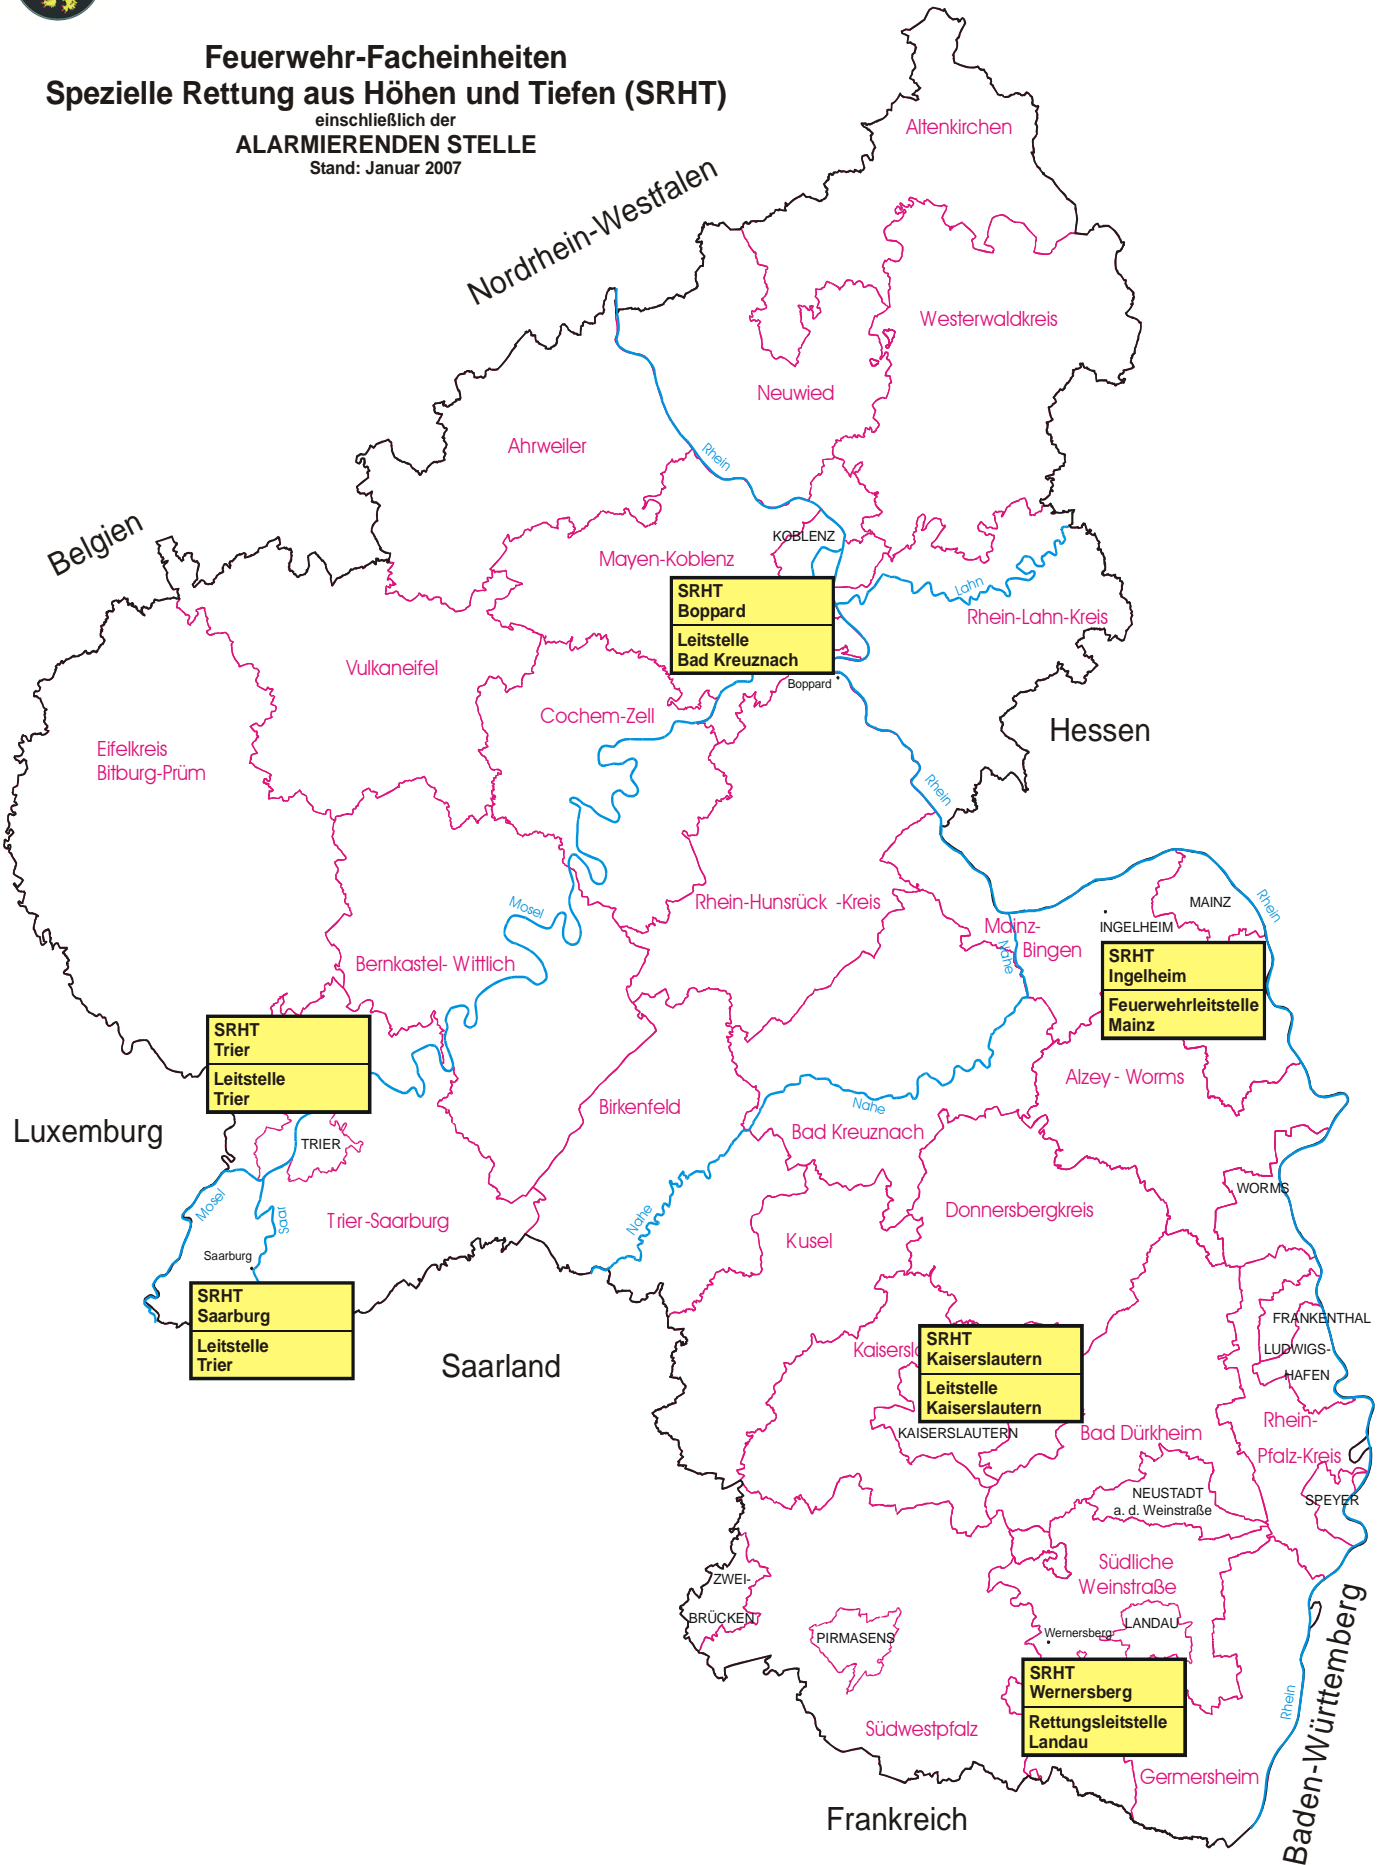 Feuerwehr-Facheinheiten
Spezielle Rettung aus Höhen und Tiefen (SRHT)
einschließlich der
ALARMIERENDEN STELLE
Stand: Januar 2007
Altenkirchen
Nordrhein-Westfalen
Westerwaldkreis
Neuwied
Ahrweiler
Rhein
Belgien
KOBLENZ
Mayen-Koblenz
SRHT
Boppard
Leitstelle
Bad Kreuznach
Lahn
Rhein-Lahn-Kreis
Vulkaneifel
Boppard
Cochem-Zell
Hessen
Eifelkreis
Bitburg-Prüm
Rhein
Rhein-Hunsrück -Kreis
Mosel
MAINZ
Rhein
INGELHEIM
Mainz-
Bingen
Nahe
SRHT
Ingelheim
Feuerwehrleitstelle
Mainz
Bernkastel- Wittlich
SRHT
Trier
Leitstelle
Trier
Alzey - Worms
Birkenfeld
Nahe
Bad Kreuznach
Luxemburg
TRIER
WORMS
Mosel
Saar
Trier-Saarburg
Nahe
Donnersbergkreis
Kusel
Saarburg
SRHT
Saarburg
Leitstelle
Trier
Saarland
FRANKENTHAL
LUDWIGS-
HAFEN
Kaisersl
SRHT
Kaiserslautern
Leitstelle
Kaiserslautern
KAISERSLAUTERN
Bad Dürkheim
Rhein-
Pfalz-Kreis
NEUSTADT
a. d. Weinstraße
SPEYER
Südliche
Weinstraße
ZWEI-
BRÜCKEN
PIRMASENS
Wernersberg
LANDAU
SRHT
Wernersberg
Rettungsleitstelle
Landau
Südwestpfalz
Rhein
Germersheim
Frankreich
Baden-Württemberg